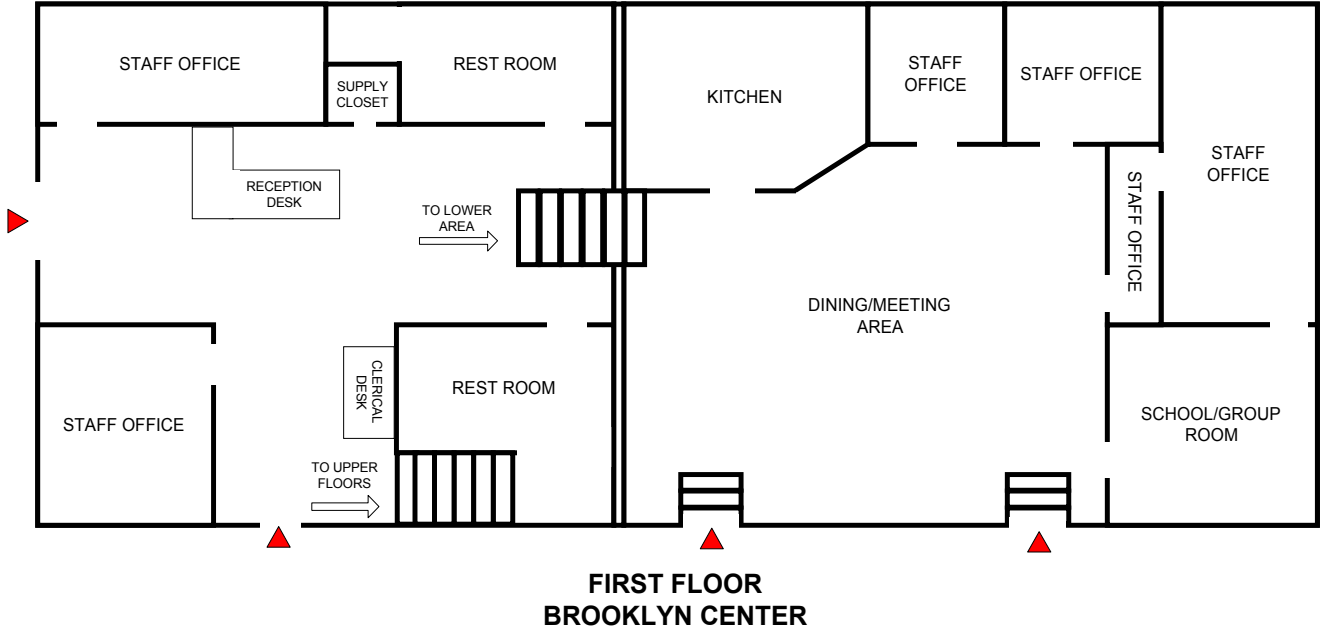 STAFF OFFICE
SUPPLY
CLOSET
REST ROOM
KITCHEN
STAFF
OFFICE
STAFF OFFICE
STAFF
OFFICE
STAFF OFFICE
RECEPTION
DESK
TO LOWER
AREA
DINING/MEETING
AREA
STAFF OFFICE
CLERICAL
DESK
REST ROOM
SCHOOL/GROUP
ROOM
TO UPPER
FLOORS
FIRST FLOOR
BROOKLYN CENTER